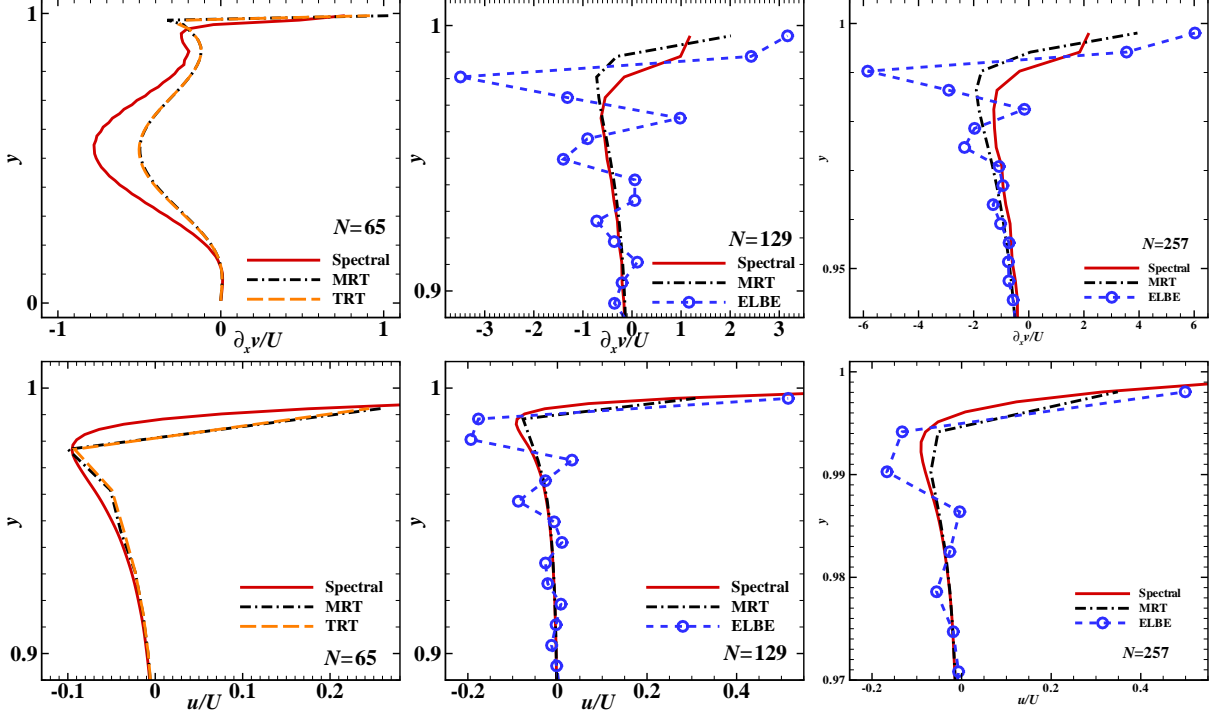 1
y
0
N=65
Spectral
MRT
TRT
-1 0 1
∂ₓv/U
1
y
0.9
N=129
Spectral
MRT
ELBE
-3 -2 -1 0 1 2 3
∂ₓv/U
1
y
0.95
N=257
Spectral
MRT
ELBE
-6 -4 -2 0 2 4 6
∂ₓv/U
1
y
0.9
Spectral
MRT
TRT
N=65
-0.1 0 0.1 0.2
u/U
1
y
0.9
Spectral
MRT
ELBE
N=129
-0.2 0 0.2 0.4
u/U
1
y
0.99
0.98
0.97
Spectral
MRT
ELBE
N=257
-0.2 0 0.2 0.4
u/U